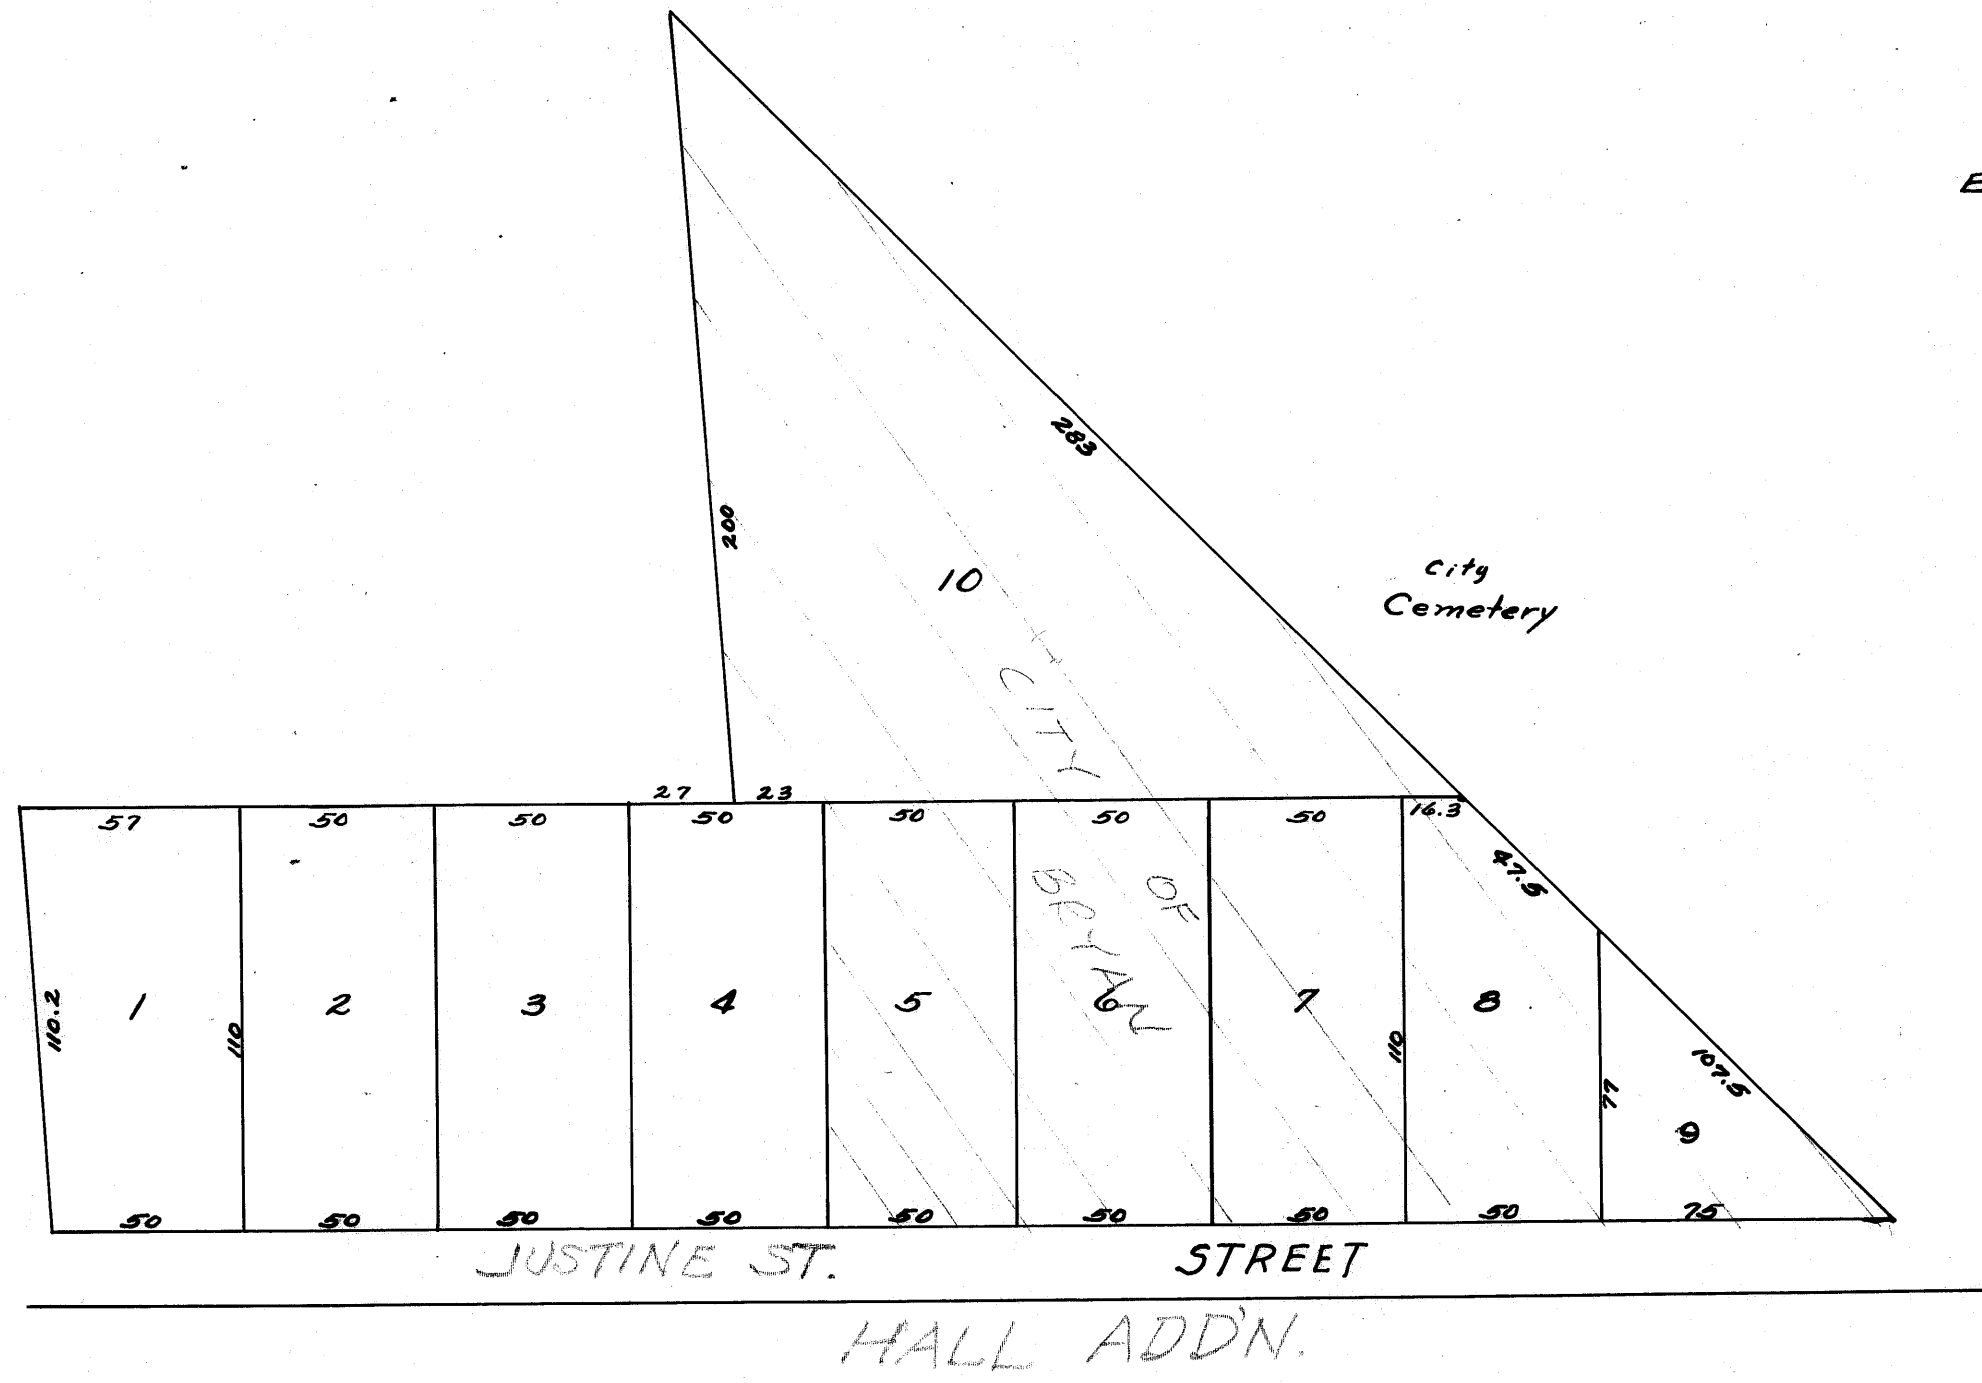 E
283
200
10
City
Cemetery
CITY
27 23
57 50 50 50 50 50 50 16.3
47.5
OF
BRYAN
110.2 1 110 2 3 4 5 6 7 110 8 77 107.5
9
50 50 50 50 50 50 50 50 75
JUSTINE ST. STREET
HALL ADD'N.